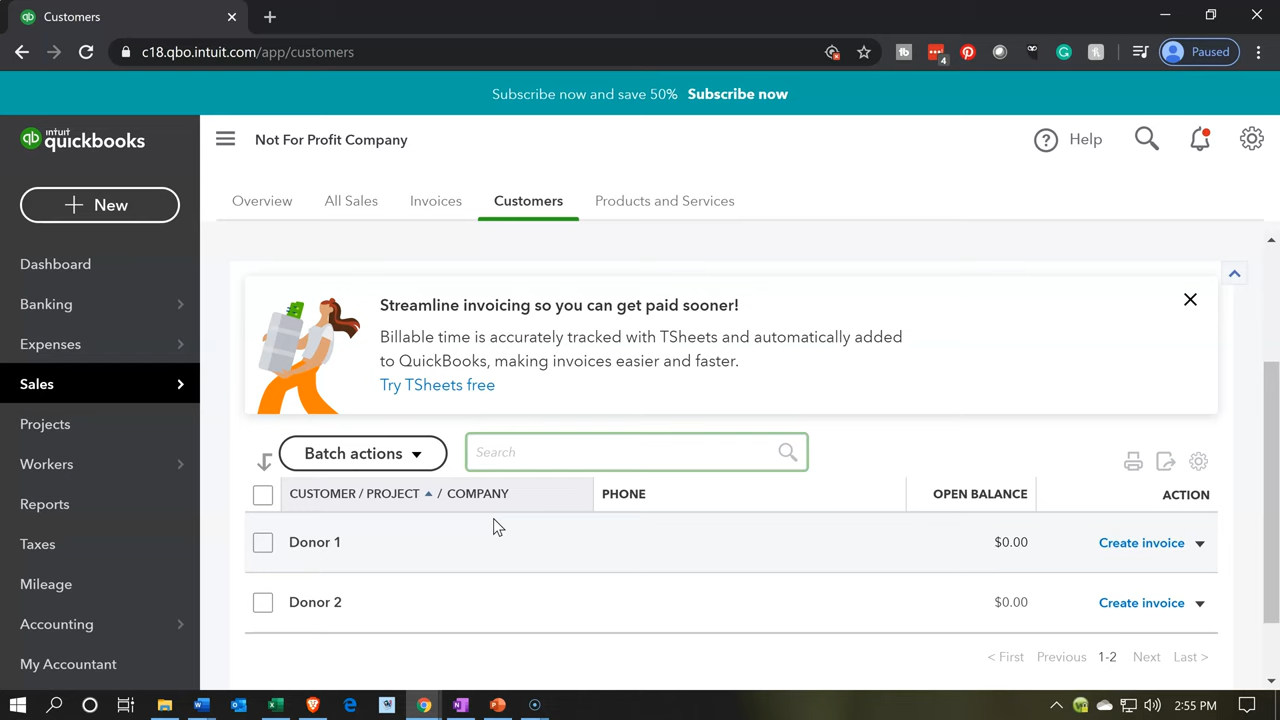 Customers
c18.qbo.intuit.com/app/customers
4
Paused
Subscribe now and save 50% Subscribe now
intuit
quickbooks
qb
Not For Profit Company
Help
New
Overview
All Sales
Invoices
Customers
Products and Services
Dashboard
Banking
Expenses
Sales
Projects
Workers
Reports
Taxes
Mileage
Accounting
My Accountant
Streamline invoicing so you can get paid sooner!
Billable time is accurately tracked with TSheets and automatically added
to QuickBooks, making invoices easier and faster.
Try TSheets free
Batch actions
Search
CUSTOMER / PROJECT / COMPANY
PHONE
OPEN BALANCE
ACTION
Donor 1
$0.00
Create invoice
Donor 2
$0.00
Create invoice
< First
Previous
1-2
Next
Last >
2:55 PM